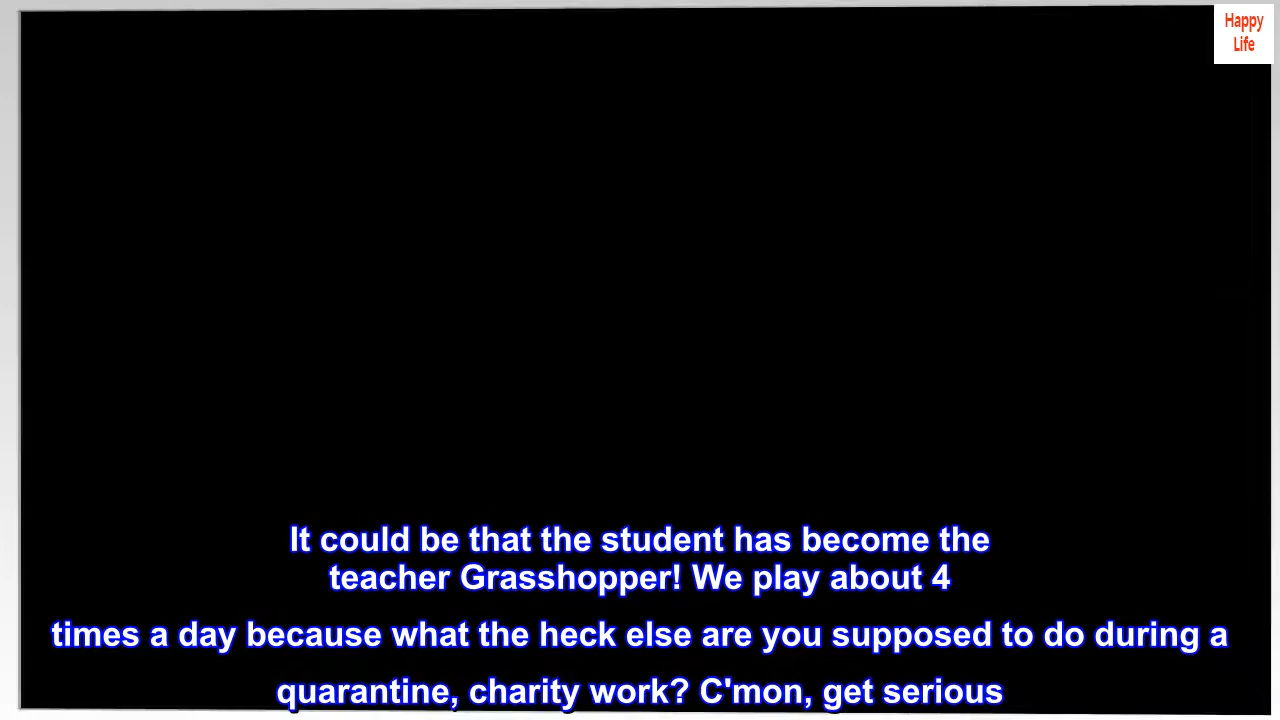 Happy
Life
It could be that the student has become the
teacher Grasshopper! We play about 4
times a day because what the heck else are you supposed to do during a
quarantine, charity work? C'mon, get serious